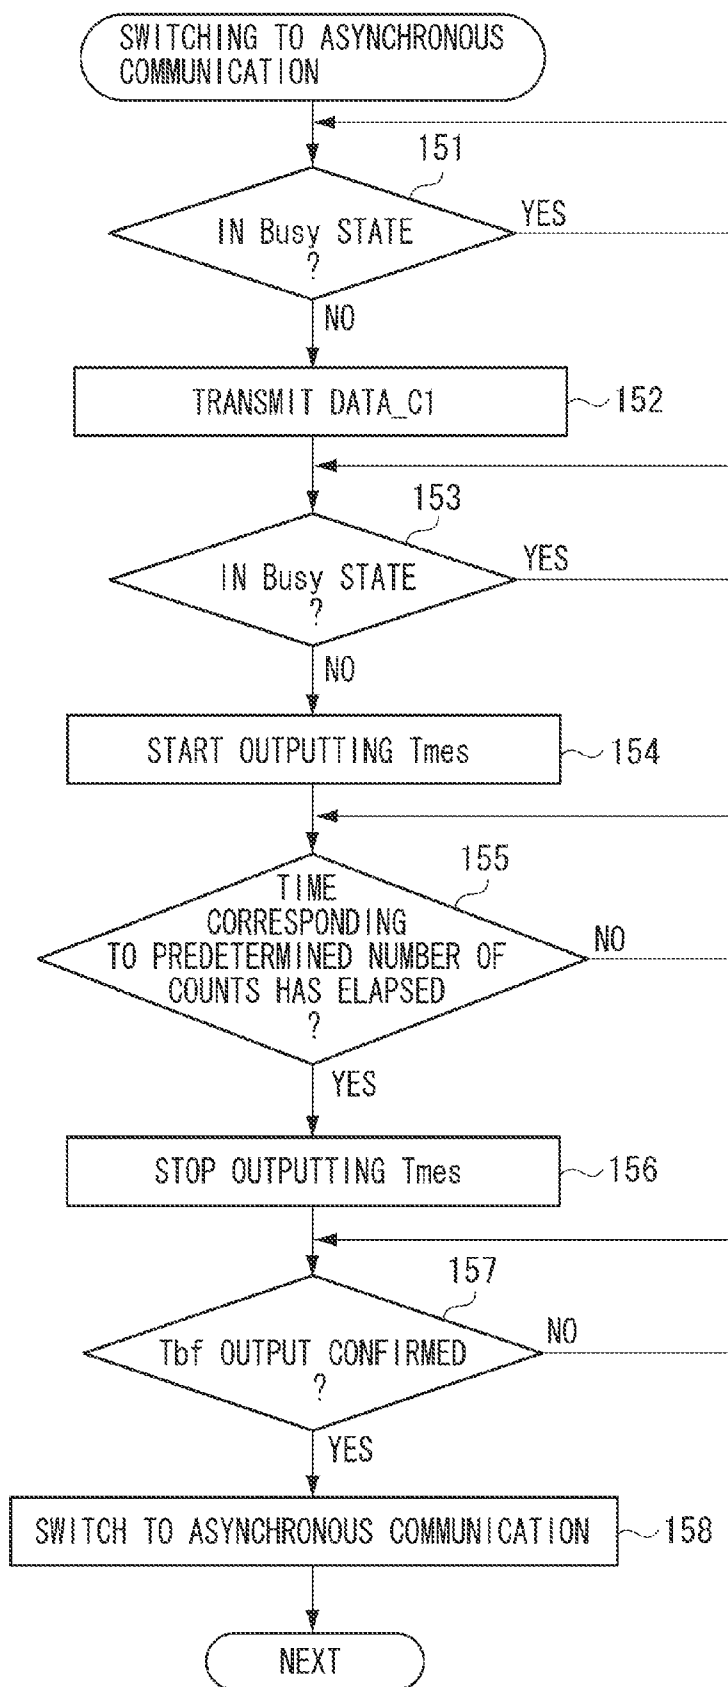 SWITCHING TO ASYNCHRONOUS
COMMUNICATION
151
IN Busy STATE
?
YES
NO
TRANSMIT DATA_C1
152
153
IN Busy STATE
?
YES
NO
START OUTPUTTING Tmes
154
155
TIME
CORRESPONDING
TO PREDETERMINED NUMBER OF
COUNTS HAS ELAPSED
?
NO
YES
STOP OUTPUTTING Tmes
156
157
Tbf OUTPUT CONFIRMED
?
NO
YES
SWITCH TO ASYNCHRONOUS COMMUNICATION
158
NEXT